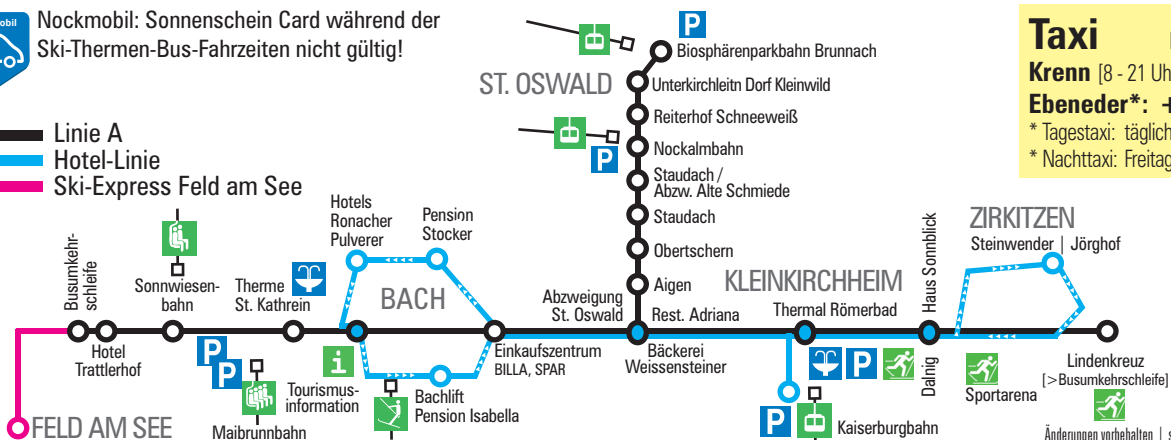 mobil
Nockmobil: Sonnenschein Card während der
Ski-Thermen-Bus-Fahrzeiten nicht gültig!
Linie A
Hotel-Linie
Ski-Express Feld am See
Taxi
Krenn [8 - 21 Uh
Ebeneder*: +
* Tagestaxi: täglich
* Nachttaxi: Freitag
P
Biosphärenparkbahn Brunnach
ST. OSWALD
Unterkirchleitn Dorf Kleinwild
Reiterhof Schneeweiß
Nockalmbahn
P
Staudach /
Abzw. Alte Schmiede
Staudach
Obertschern
Aigen
Abzweigung
St. Oswald
Rest. Adriana
Bäckerei
Weissensteiner
Busumkehr-
schleife
Hotel
Trattlerhof
Sonnwiesen-
bahn
Therme
St. Kathrein
Hotels
Ronacher
Pulverer
Pension
Stocker
BACH
P
P
Maibrunnbahn
i
Tourismus-
information
Bachlift
Pension Isabella
Einkaufszentrum
BILLA, SPAR
KLEINKIRCHHEIM
Thermal Römerbad
P
P
Kaiserburgbahn
Haus Sonnblick
Dalnig
ZIRKITZEN
Steinwender | Jörghof
Sportarena
Lindenkreuz
[>Busumkehrschleife]
FELD AM SEE
Änderungen vorbehalten | s